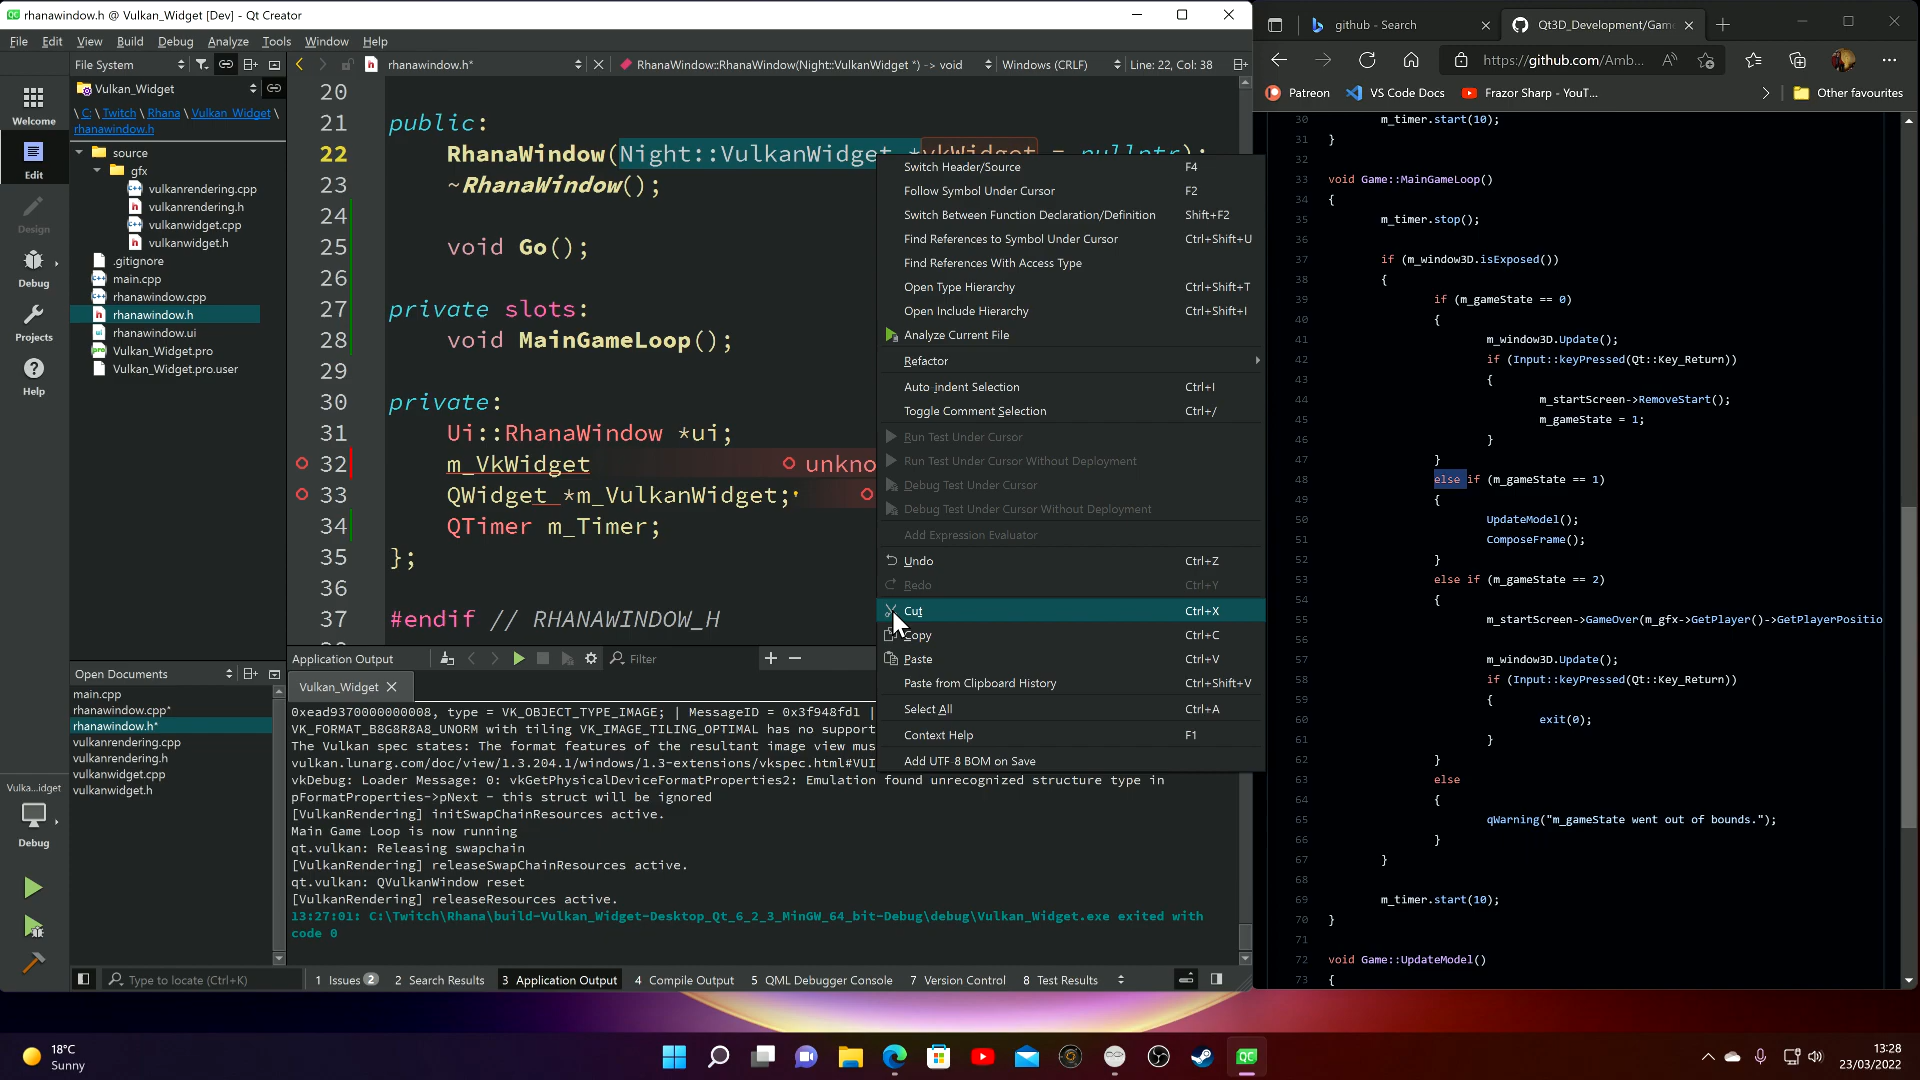 rhanawindow.h @ Vulkan_Widget [Dev] - Qt Creator
File Edit View Build Debug Analyze Tools Window Help
File System
rhanawindow.h*
RhanaWindow::RhanaWindow(Night::VulkanWidget *) -> void
Windows (CRLF)
Line: 22, Col: 38
Welcome
Edit
Design
Debug
Projects
Help
Vulkan_Widget
\ C: \ Twitch \ Rhana \ Vulkan_Widget \
rhanawindow.h
source
gfx
vulkanrendering.cpp
vulkanrendering.h
vulkanwidget.cpp
vulkanwidget.h
.gitignore
main.cpp
rhanawindow.cpp
rhanawindow.h
rhanawindow.ui
Vulkan_Widget.pro
Vulkan_Widget.pro.user
Open Documents
main.cpp
rhanawindow.cpp*
rhanawindow.h*
vulkanrendering.cpp
vulkanrendering.h
vulkanwidget.cpp
vulkanwidget.h
Vulka...idget
Debug
20
21 public:
22 RhanaWindow(Night::VulkanWidget *vkWidget = nullptr);
23 ~RhanaWindow();
24
25 void Go();
26
27 private slots:
28 void MainGameLoop();
29
30 private:
31 Ui::RhanaWindow *ui;
32 m_VkWidget unkno
33 QWidget *m_VulkanWidget;
34 QTimer m_Timer;
35 };
36
37 #endif // RHANAWINDOW_H
Switch Header/Source F4
Follow Symbol Under Cursor F2
Switch Between Function Declaration/Definition Shift+F2
Find References to Symbol Under Cursor Ctrl+Shift+U
Find References With Access Type
Open Type Hierarchy Ctrl+Shift+T
Open Include Hierarchy Ctrl+Shift+I
Analyze Current File
Refactor
Auto-indent Selection Ctrl+I
Toggle Comment Selection Ctrl+/
Run Test Under Cursor
Run Test Under Cursor Without Deployment
Debug Test Under Cursor
Debug Test Under Cursor Without Deployment
Add Expression Evaluator
Undo Ctrl+Z
Redo Ctrl+Y
Cut Ctrl+X
Copy Ctrl+C
Paste Ctrl+V
Paste from Clipboard History Ctrl+Shift+V
Select All Ctrl+A
Context Help F1
Add UTF-8 BOM on Save
Application Output
Filter
Vulkan_Widget
0xead9370000000008, type = VK_OBJECT_TYPE_IMAGE; | MessageID = 0x3f948fd1 |
VK_FORMAT_B8G8R8A8_UNORM with tiling VK_IMAGE_TILING_OPTIMAL has no support
The Vulkan spec states: The format features of the resultant image view mus
vulkan.lunarg.com/doc/view/1.3.204.1/windows/1.3-extensions/vkspec.html#VUI
vkDebug: Loader Message: 0: vkGetPhysicalDeviceFormatProperties2: Emulation found unrecognized structure type in
pFormatProperties->pNext - this struct will be ignored
[VulkanRendering] initSwapChainResources active.
Main Game Loop is now running
qt.vulkan: Releasing swapchain
[VulkanRendering] releaseSwapChainResources active.
qt.vulkan: QVulkanWindow reset
[VulkanRendering] releaseResources active.
13:27:01: C:\Twitch\Rhana\build-Vulkan_Widget-Desktop_Qt_6_2_3_MinGW_64_bit-Debug\debug\Vulkan_Widget.exe exited with
code 0
Type to locate (Ctrl+K)
1 Issues 2
2 Search Results
3 Application Output
4 Compile Output
5 QML Debugger Console
7 Version Control
8 Test Results
github - Search
Qt3D_Development/Game
https://github.com/Amb...
Patreon
VS Code Docs
Frazor Sharp - YouT...
Other favourites
30 m_timer.start(10);
31 }
32
33 void Game::MainGameLoop()
34 {
35 m_timer.stop();
36
37 if (m_window3D.isExposed())
38 {
39 if (m_gameState == 0)
40 {
41 m_window3D.Update();
42 if (Input::keyPressed(Qt::Key_Return))
43 {
44 m_startScreen->RemoveStart();
45 m_gameState = 1;
46 }
47 }
48 else if (m_gameState == 1)
49 {
50 UpdateModel();
51 ComposeFrame();
52 }
53 else if (m_gameState == 2)
54 {
55 m_startScreen->GameOver(m_gfx->GetPlayer()->GetPlayerPositio
56
57 m_window3D.Update();
58 if (Input::keyPressed(Qt::Key_Return))
59 {
60 exit(0);
61 }
62 }
63 else
64 {
65 qWarning("m_gameState went out of bounds.");
66 }
67 }
68
69 m_timer.start(10);
70 }
71
72 void Game::UpdateModel()
73 {
18°C
Sunny
13:28
23/03/2022